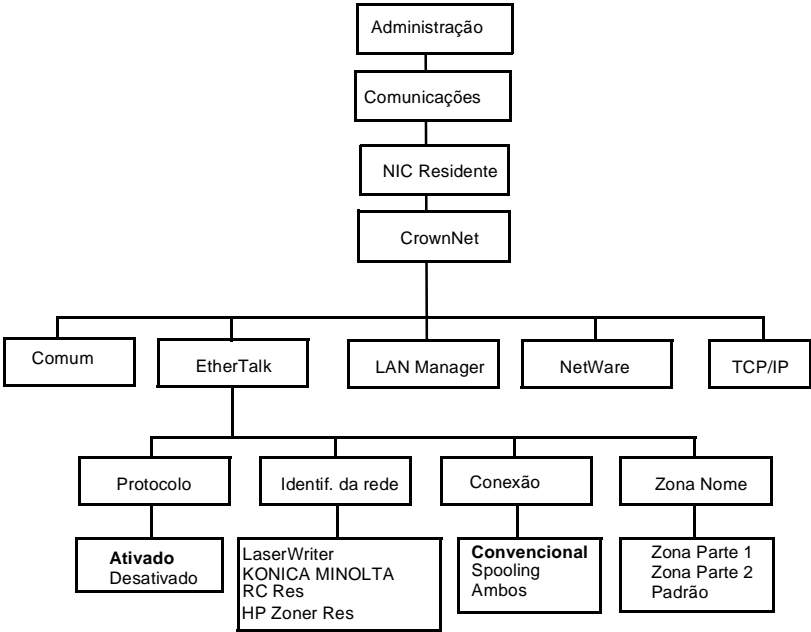 Administração
Comunicações
NIC Residente
CrownNet
Comum
EtherTalk
LAN Manager
NetWare
TCP/IP
Protocolo
Identif. da rede
Conexão
Zona Nome
Ativado
Desativado
LaserWriter
KONICA MINOLTA
RC Res
HP Zoner Res
Convencional
Spooling
Ambos
Zona Parte 1
Zona Parte 2
Padrão